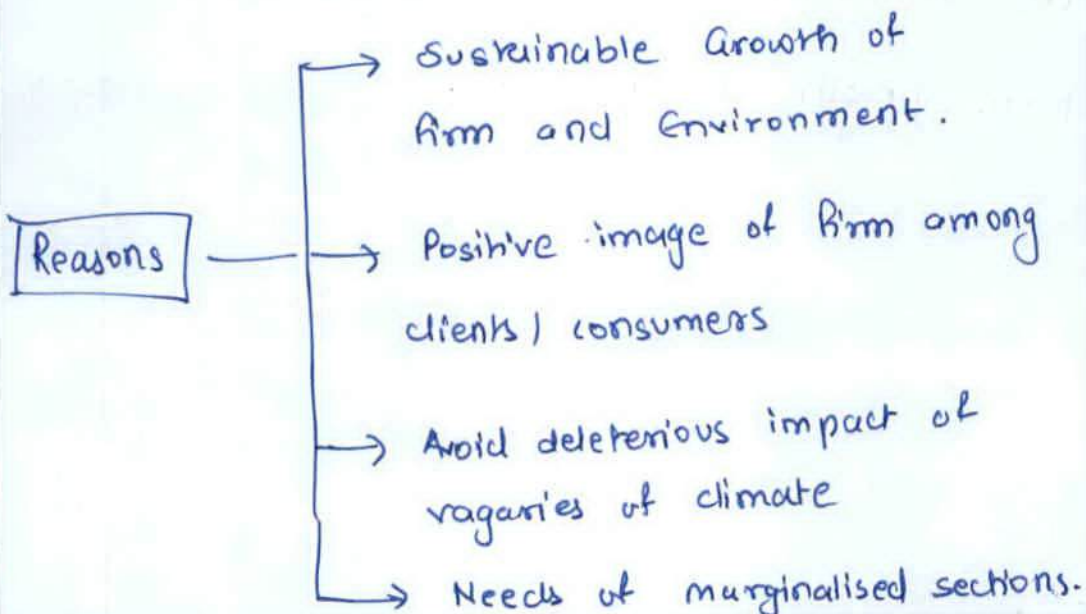 Sustainable Growth of
firm and Environment.
Reasons
Positive image of firm among
clients / consumers
Avoid deleterious impact of
vagaries of climate
Needs of marginalised sections.